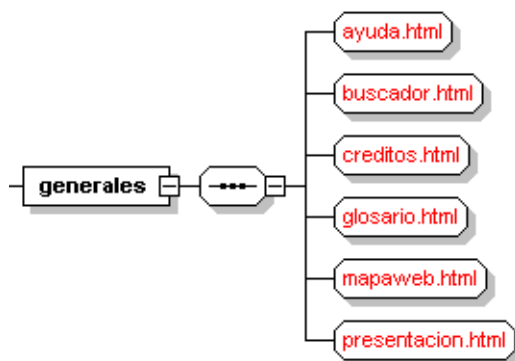 ayuda.html
buscador.html
creditos.html
generales
glosario.html
mapaweb.html
presentacion.html